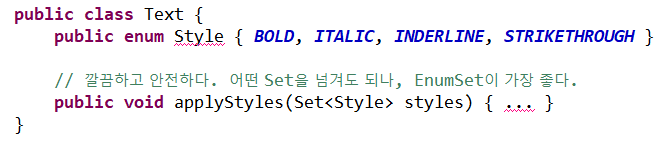 public class Text {
public enum Style { BOLD, ITALIC, INDERLINE, STRIKETHROUGH }
// 깔끔하고 안전하다. 어떤 Set을 넘겨도 되나, EnumSet이 가장 좋다.
public void applyStyles(Set<Style> styles) { ... }
}